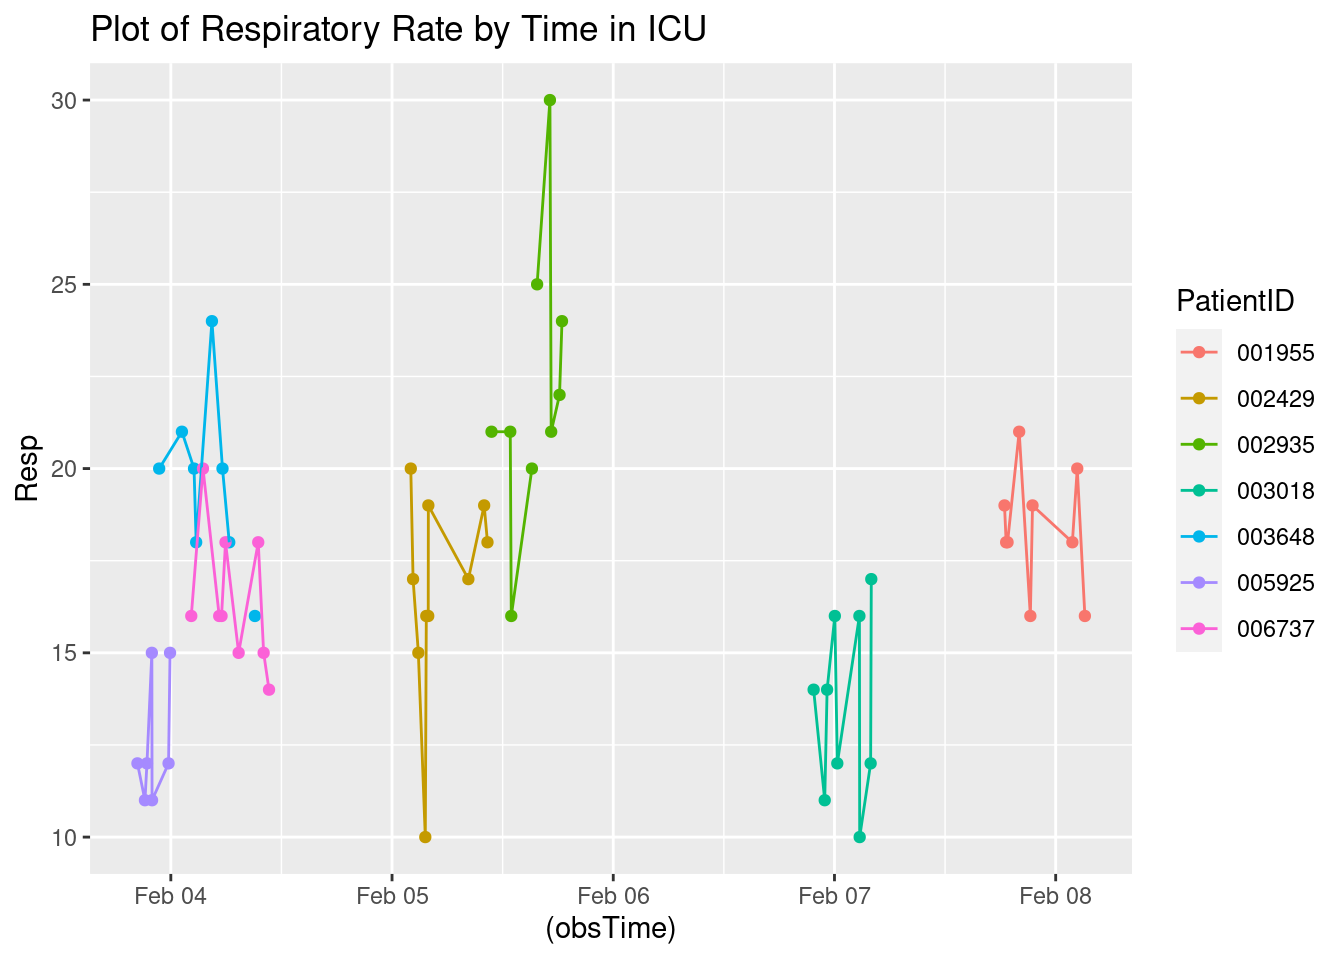 Plot of Respiratory Rate by Time in ICU
30
25
20
15
10
Resp
Feb 04 Feb 05 Feb 06 Feb 07 Feb 08
(obsTime)
PatientID
001955
002429
002935
003018
003648
005925
006737